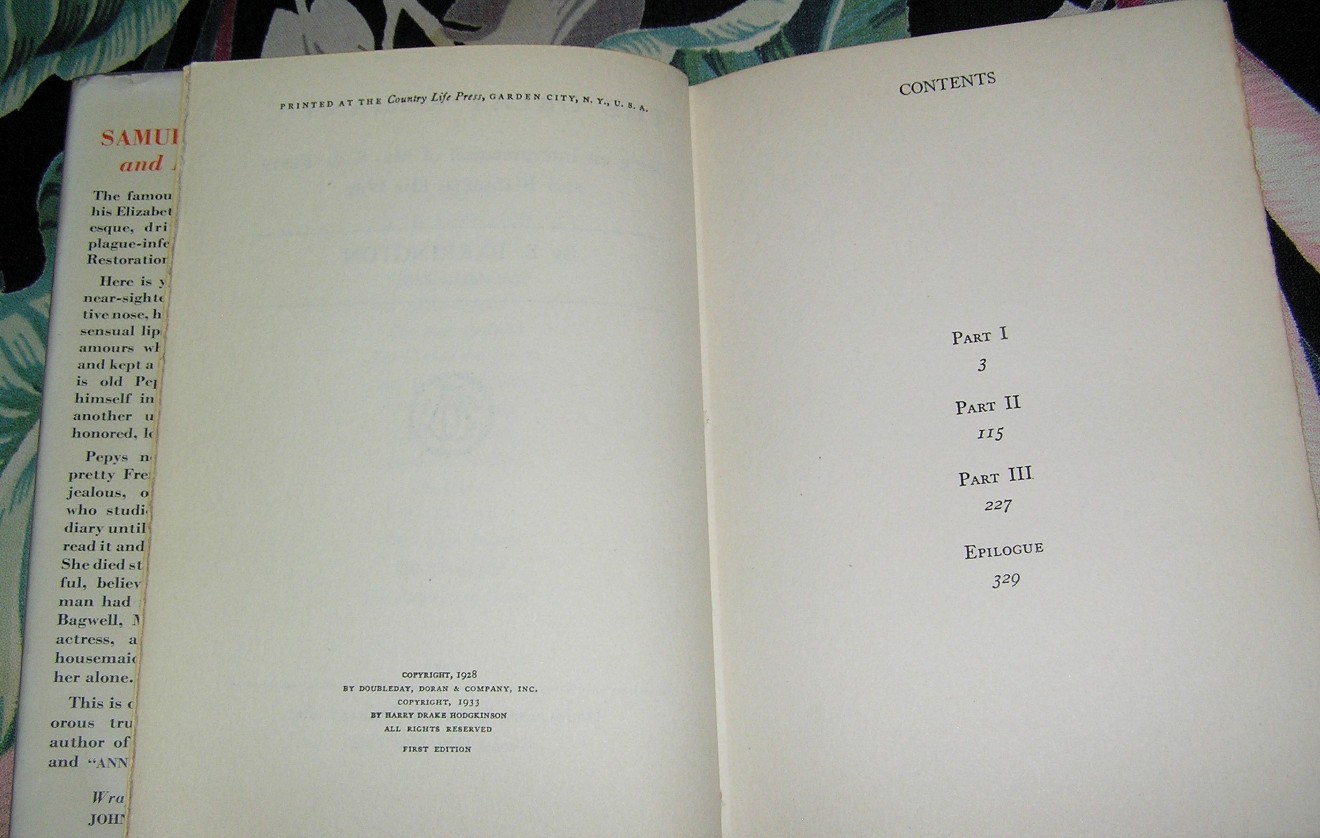 SAMUE
and
The famou
his Elizabet
esque, dri
plague-infe
Restoration
Here is y
near-sighte
tive nose, h
sensual lip
amours wh
and kept a
is old Pep
himself in
another u
honored, lo
Pepys n
pretty Fre
jealous, o
who studi
diary until
read it and
She died st
ful, believ
man had
Bagwell, M
actress, a
housemaid
her alone.
This is
orous tru
author of
and “ANN
Wra
JOHN
PRINTED AT THE Country Life Press, GARDEN CITY, N. Y., U. S. A.
COPYRIGHT, 1928
BY DOUBLEDAY, DORAN & COMPANY, INC.
COPYRIGHT, 1933
BY HARRY DRAKE HODGKINSON
ALL RIGHTS RESERVED
FIRST EDITION
CONTENTS
PART I
3
PART II
115
PART III
227
EPILOGUE
329